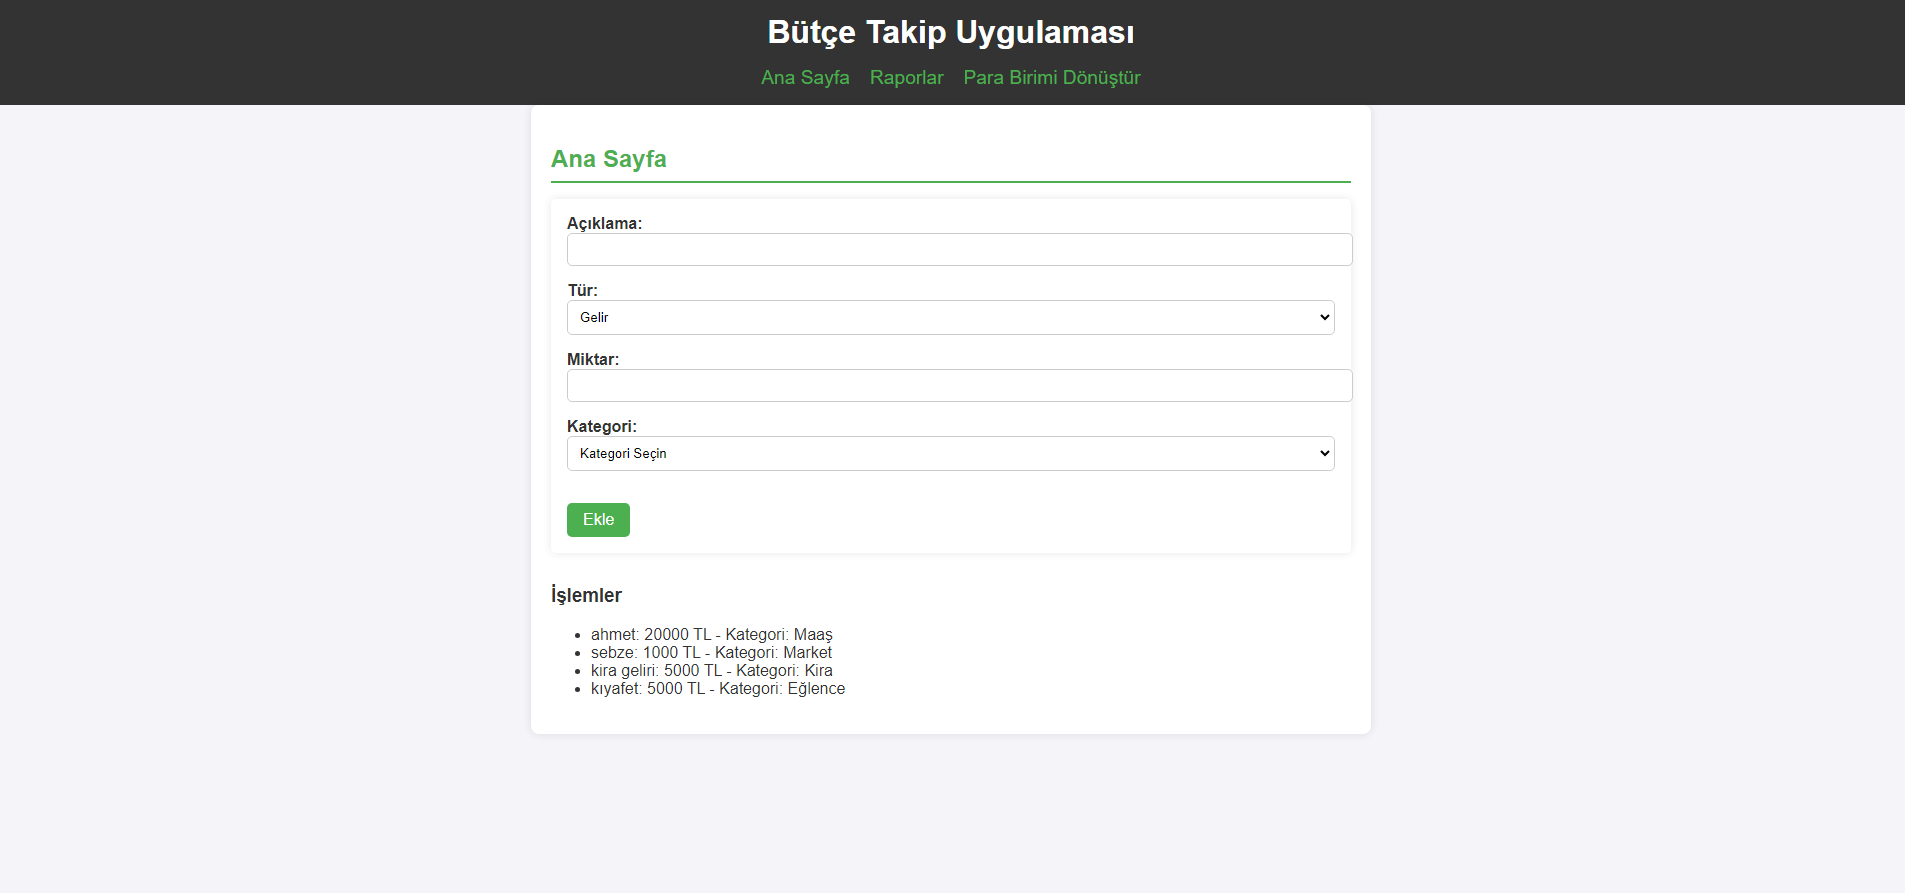 Bütçe Takip Uygulaması
Ana Sayfa Raporlar Para Birimi Dönüştür
Ana Sayfa
Açıklama:
Tür:
Gelir
Miktar:
Kategori:
Kategori Seçin
Ekle
İşlemler
ahmet: 20000 TL - Kategori: Maaş
sebze: 1000 TL - Kategori: Market
kira geliri: 5000 TL - Kategori: Kira
kıyafet: 5000 TL - Kategori: Eğlence